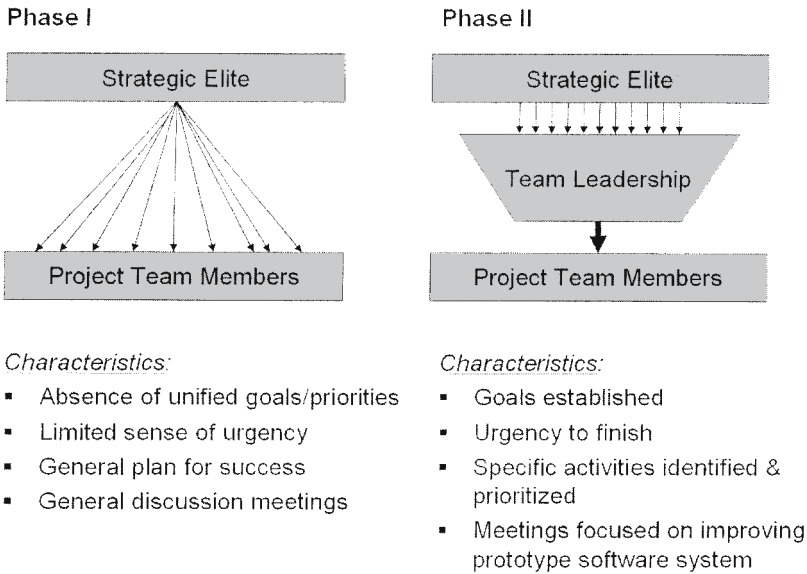 Phase I
Strategic Elite
Project Team Members
Characteristics:
▪ Absence of unified goals/priorities
▪ Limited sense of urgency
▪ General plan for success
▪ General discussion meetings
Phase II
Strategic Elite
Team Leadership
Project Team Members
Characteristics:
▪ Goals established
▪ Urgency to finish
▪ Specific activities identified &
prioritized
▪ Meetings focused on improving
prototype software system